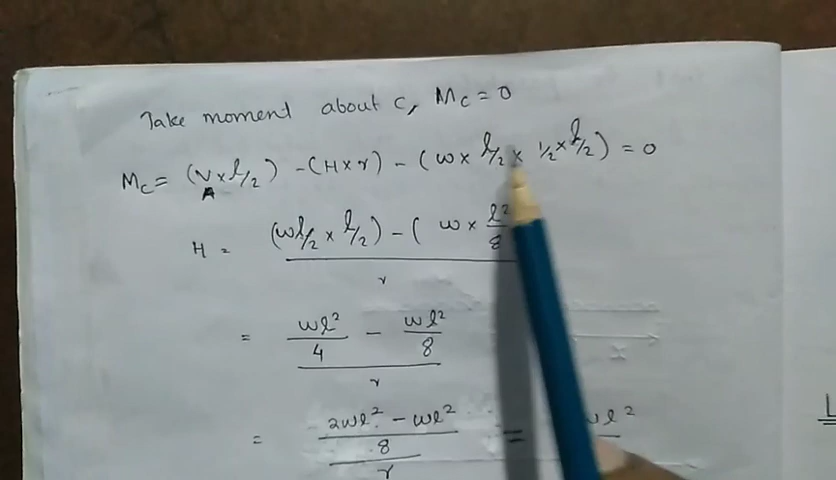 Take moment about c, Mc = 0
Mc = (VA × l/2) - (H × r) - (w × l/2 × 1/2 × l/2) = 0
H = (wl/2 × l/2) - ( w × l²/8
r
= wl²/4 - wl²/8
r
= 2wl² - wl² / 8 = wl²
r
x
L